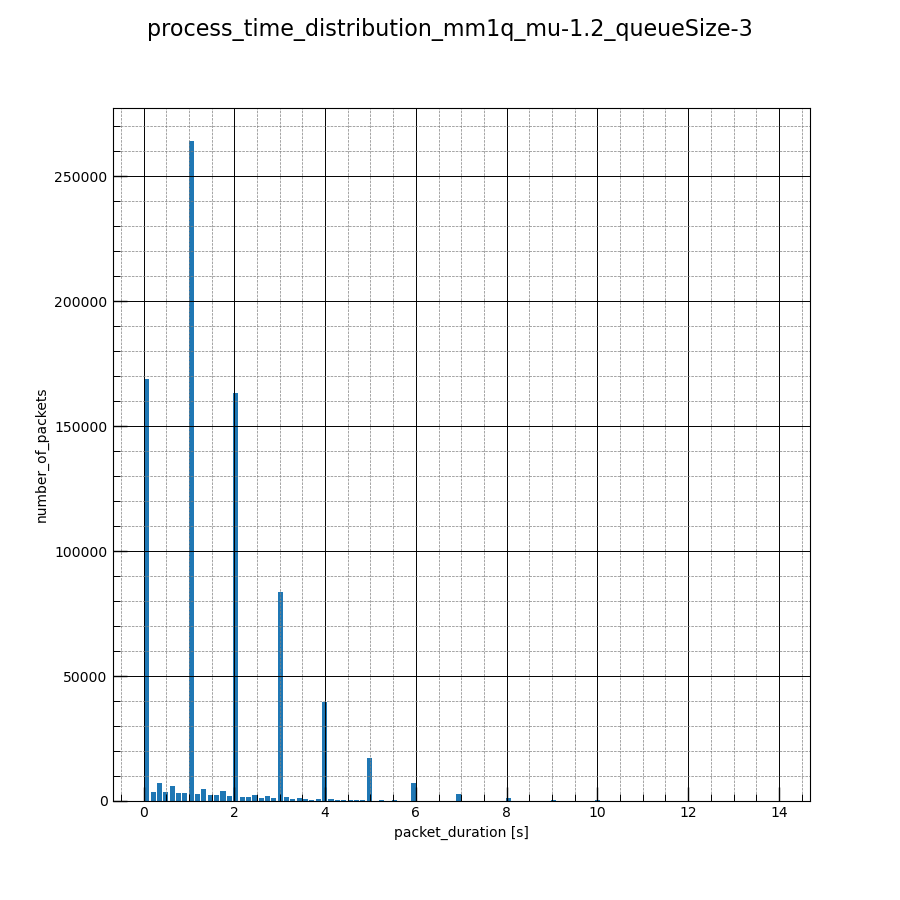 process_time_distribution_mm1q_mu-1.2_queueSize-3
250000
200000
150000
100000
50000
0
number_of_packets
0 2 4 6 8 10 12 14
packet_duration [s]